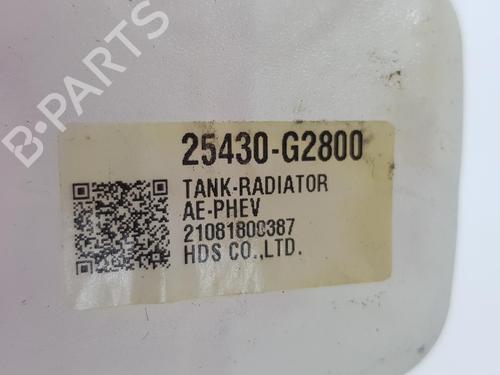 B-PARTS
25430-G2800
TANK-RADIATOR
AE-PHEV
21081800387
HDS CO.,LTD.